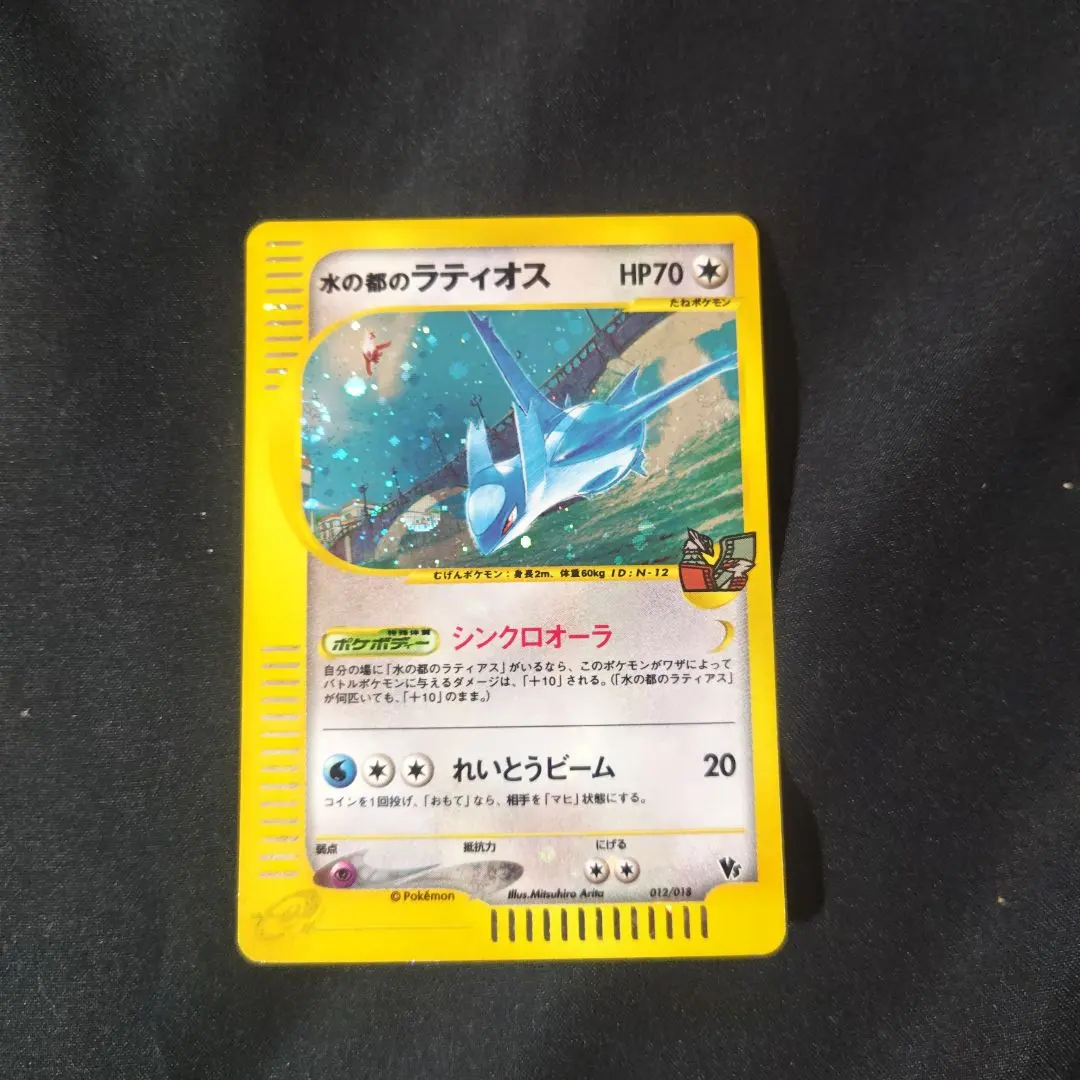 水の都のラティオス HP70
たねポケモン
むげんポケモン：身長2m、体重60kg ID:N-12
特殊体質
ポケボディー シンクロオーラ
自分の場に「水の都のラティアス」がいるなら、このポケモンがワザによって
バトルポケモンに与えるダメージは、「＋10」される。（「水の都のラティアス」
が何匹いても、「＋10」のまま。）
れいとうビーム 20
コインを1回投げ、「おもて」なら、相手を「マヒ」状態にする。
弱点 抵抗力 にげる
©Pokémon Illus.Mitsuhiro Arita 012/018
VS